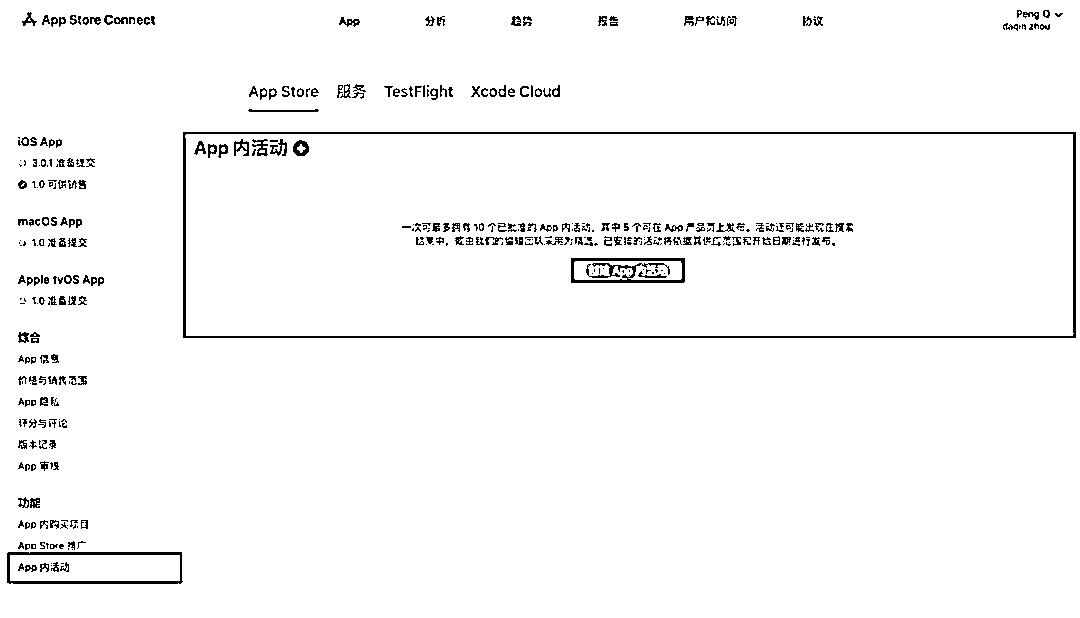 App Store Connect
App 分析 趋势 报告 用户和访问 协议
Peng Q
daqin zhou
App Store 服务 TestFlight Xcode Cloud
iOS App
3.0.1 准备提交
1.0 可供销售
macOS App
1.0 准备提交
Apple tvOS App
1.0 准备提交
综合
App 信息
价格与销售范围
App 隐私
评分与评论
版本记录
App 审核
功能
App 内购买项目
App Store 推广
App 内活动
App 内活动
一次可最多拥有 10 个已批准的 App 内活动，其中 5 个可在 App 产品页上发布。活动还可能出现在搜索
结果中，或由我们的编辑团队采用为精选。已安排的活动将依据其供应范围和开始日期进行发布。
创建 App 内活动